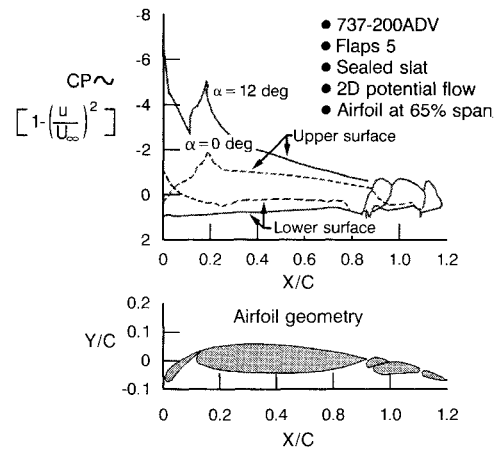 -8
-6
-4
-2
0
2
CP~
[1-(u/U∞)²]
● 737-200ADV
● Flaps 5
● Sealed slat
● 2D potential flow
● Airfoil at 65% span
α = 12 deg
α = 0 deg
Upper surface
Lower surface
0 0.2 0.4 0.6 0.8 1.0 1.2
X/C
Airfoil geometry
0.2
0.1
0
-0.1
Y/C
0 0.2 0.4 0.6 0.8 1.0 1.2
X/C